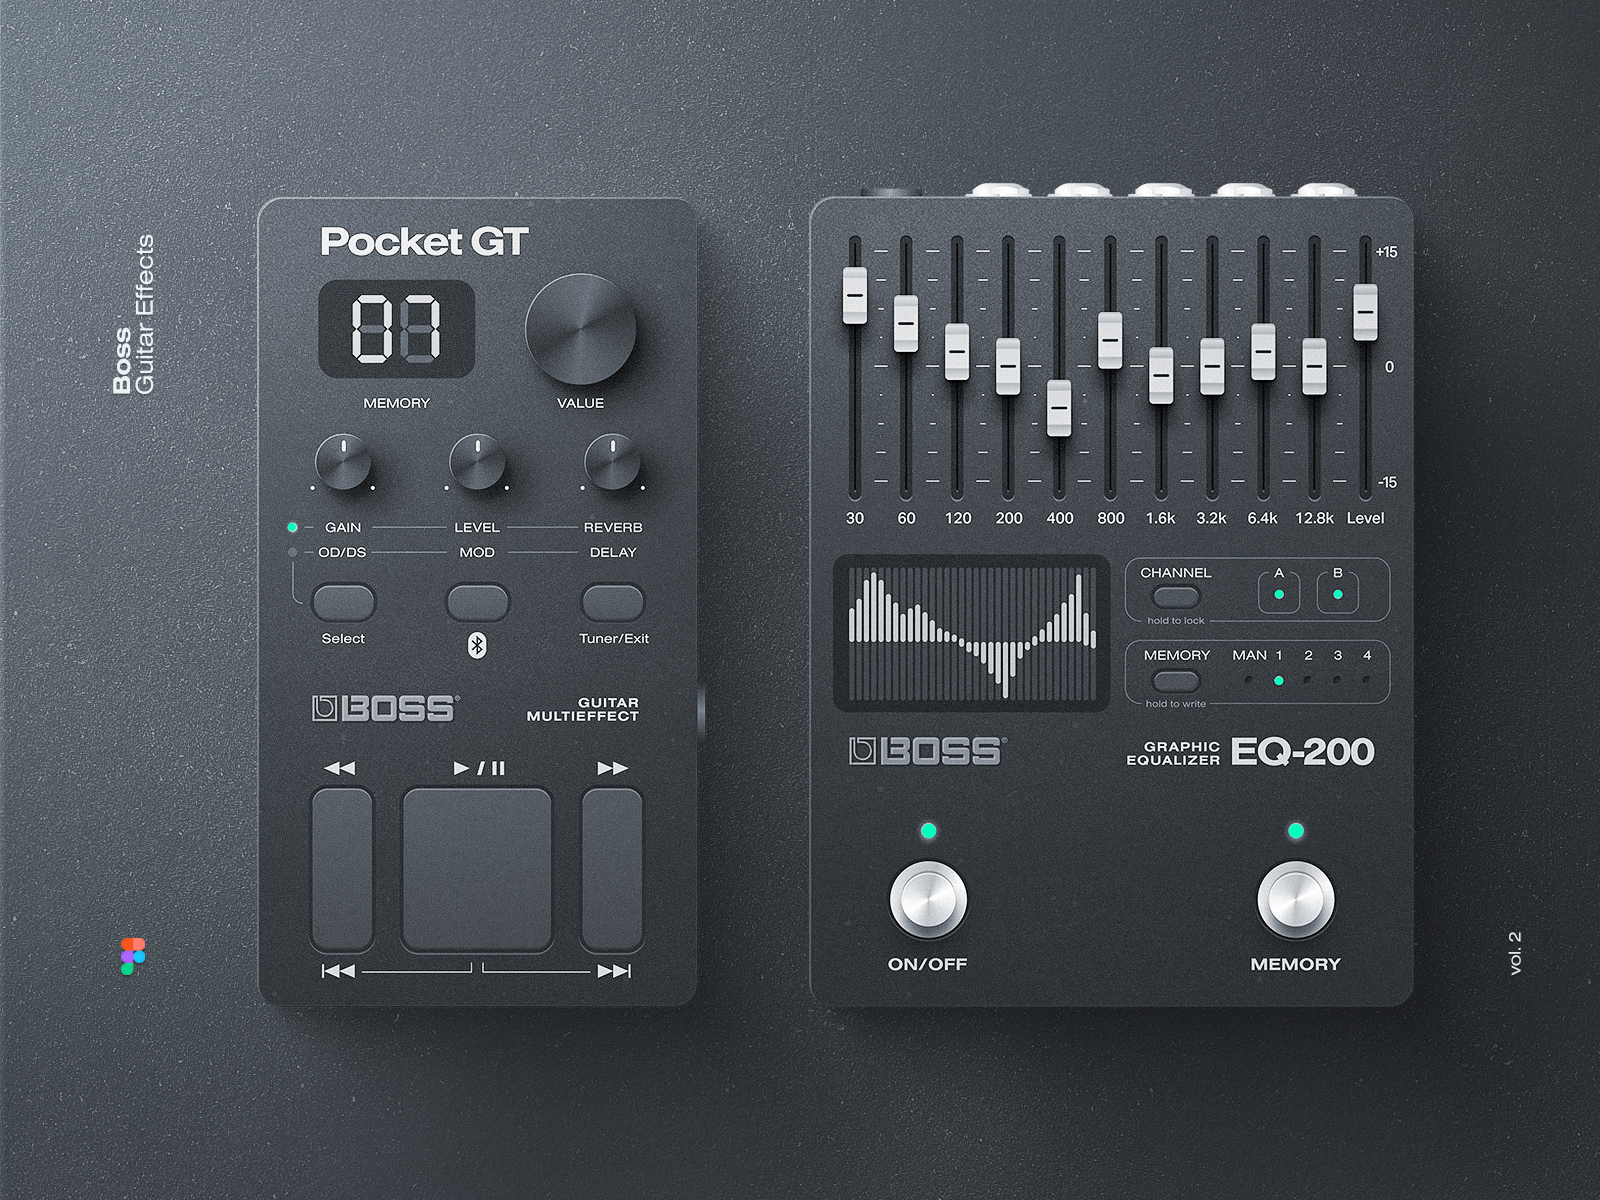 Boss
Guitar Effects
Pocket GT
07
MEMORY
VALUE
GAIN LEVEL REVERB
OD/DS MOD DELAY
Select
Tuner/Exit
BOSS®
GUITAR
MULTIEFFECT
+15
0
-15
30 60 120 200 400 800 1.6k 3.2k 6.4k 12.8k Level
CHANNEL A B
hold to lock
MEMORY MAN 1 2 3 4
hold to write
BOSS®
GRAPHIC
EQUALIZER
EQ-200
ON/OFF
MEMORY
vol. 2